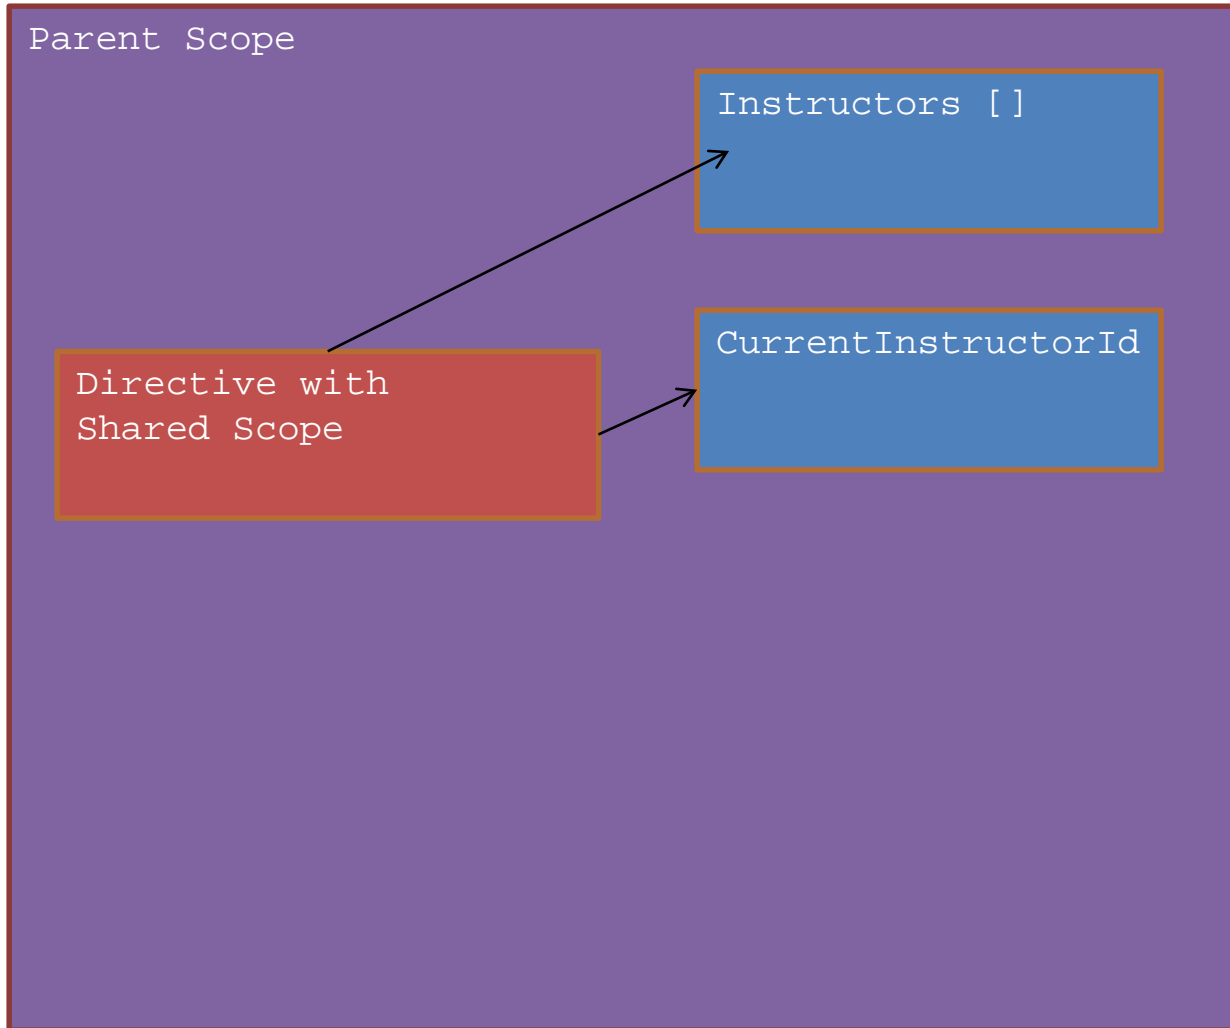 Parent Scope
Instructors []
CurrentInstructorId
Directive with
Shared Scope